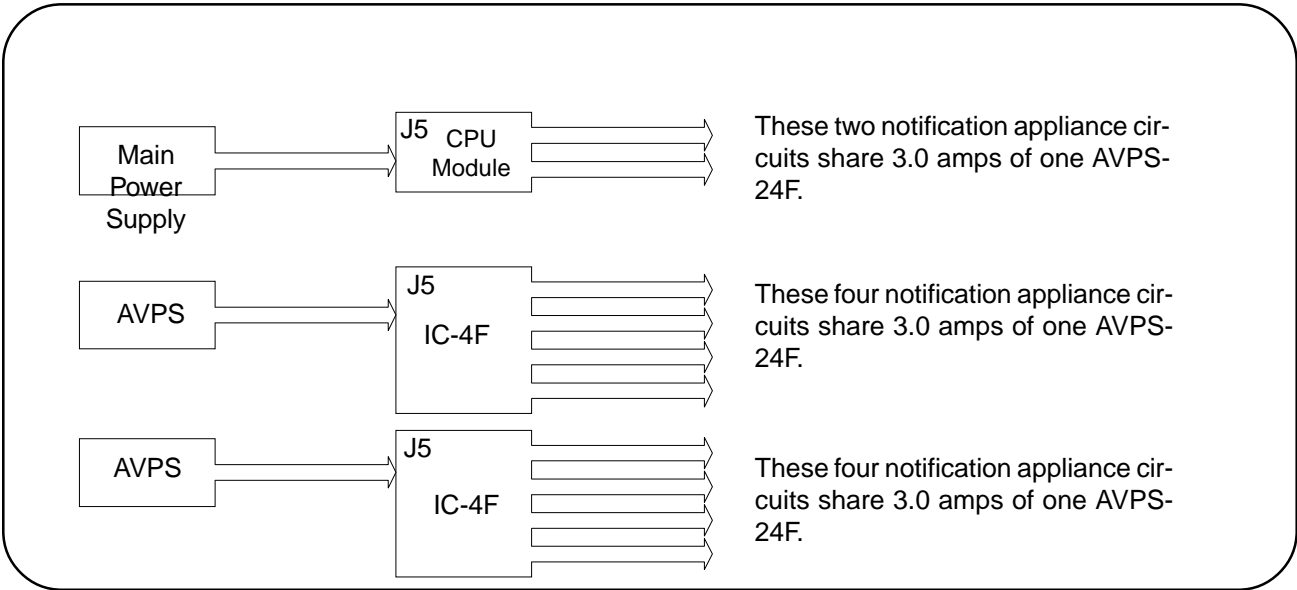 Main
Power
Supply
J5
CPU
Module
These two notification appliance cir-
cuits share 3.0 amps of one AVPS-
24F.
AVPS
J5
IC-4F
These four notification appliance cir-
cuits share 3.0 amps of one AVPS-
24F.
AVPS
J5
IC-4F
These four notification appliance cir-
cuits share 3.0 amps of one AVPS-
24F.